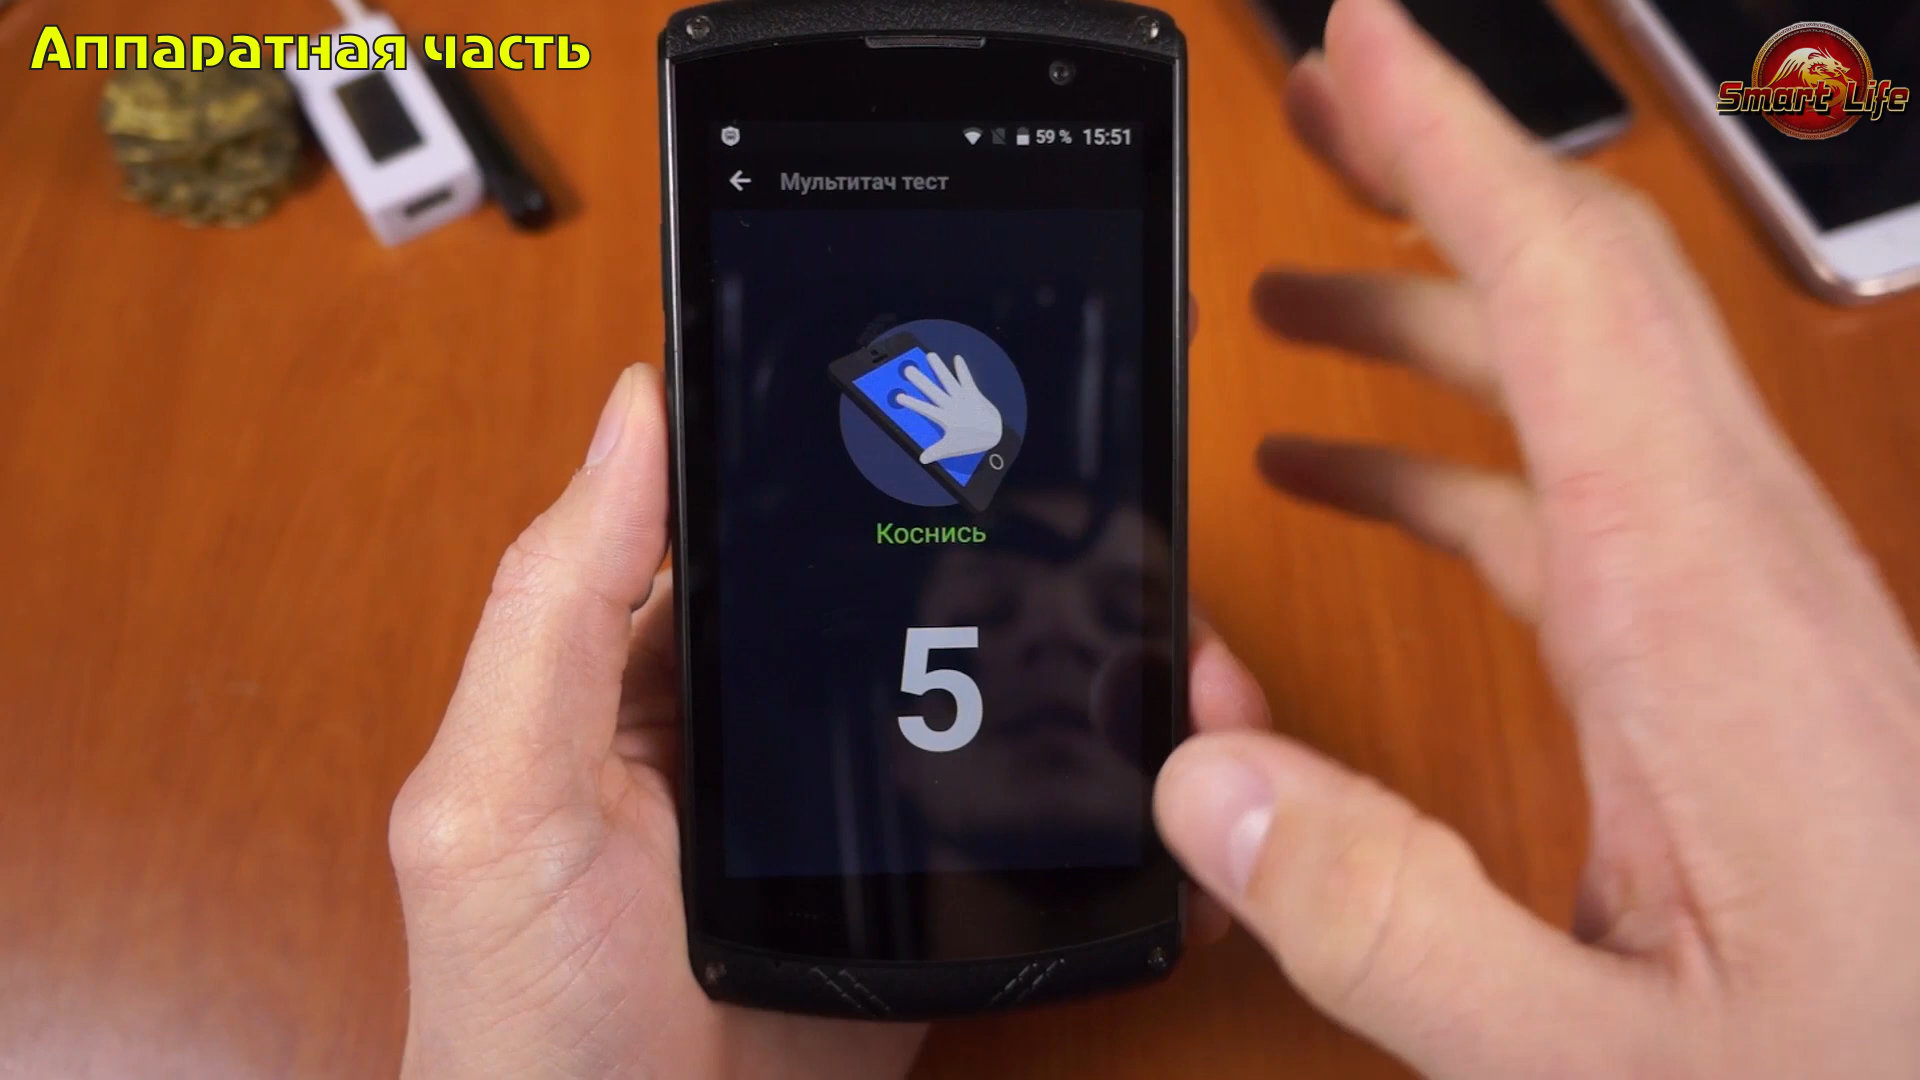 Аппаратная часть
Smart Life
59 % 15:51
Мультитач тест
Коснись
5